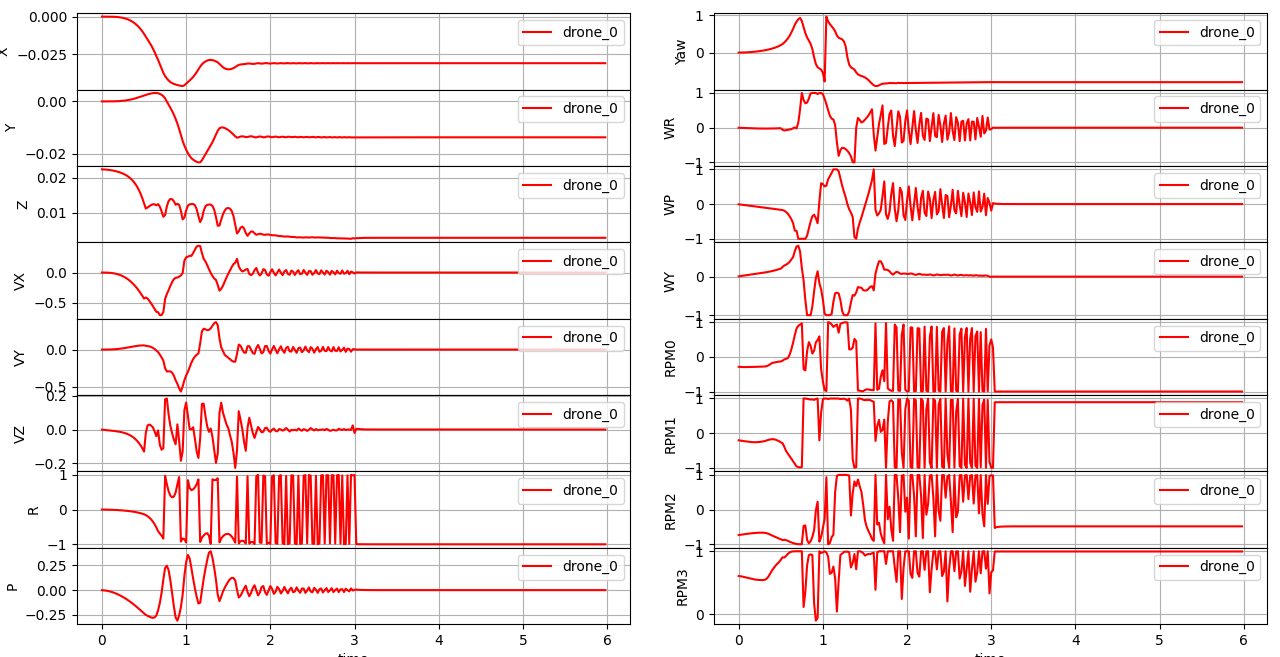 0.000
−0.025
X
drone_0
0.00
−0.02
Y
drone_0
0.02
0.01
Z
drone_0
0.0
−0.5
VX
drone_0
0.0
−0.5
VY
drone_0
0.2
0.0
−0.2
VZ
drone_0
1
0
−1
R
drone_0
0.25
0.00
−0.25
P
drone_0
0 1 2 3 4 5 6
time
1
0
Yaw
drone_0
1
0
−1
WR
drone_0
1
0
−1
WP
drone_0
0
−1
WY
drone_0
1
0
−1
RPM0
drone_0
1
0
−1
RPM1
drone_0
1
0
−1
RPM2
drone_0
1
0
RPM3
drone_0
0 1 2 3 4 5 6
time